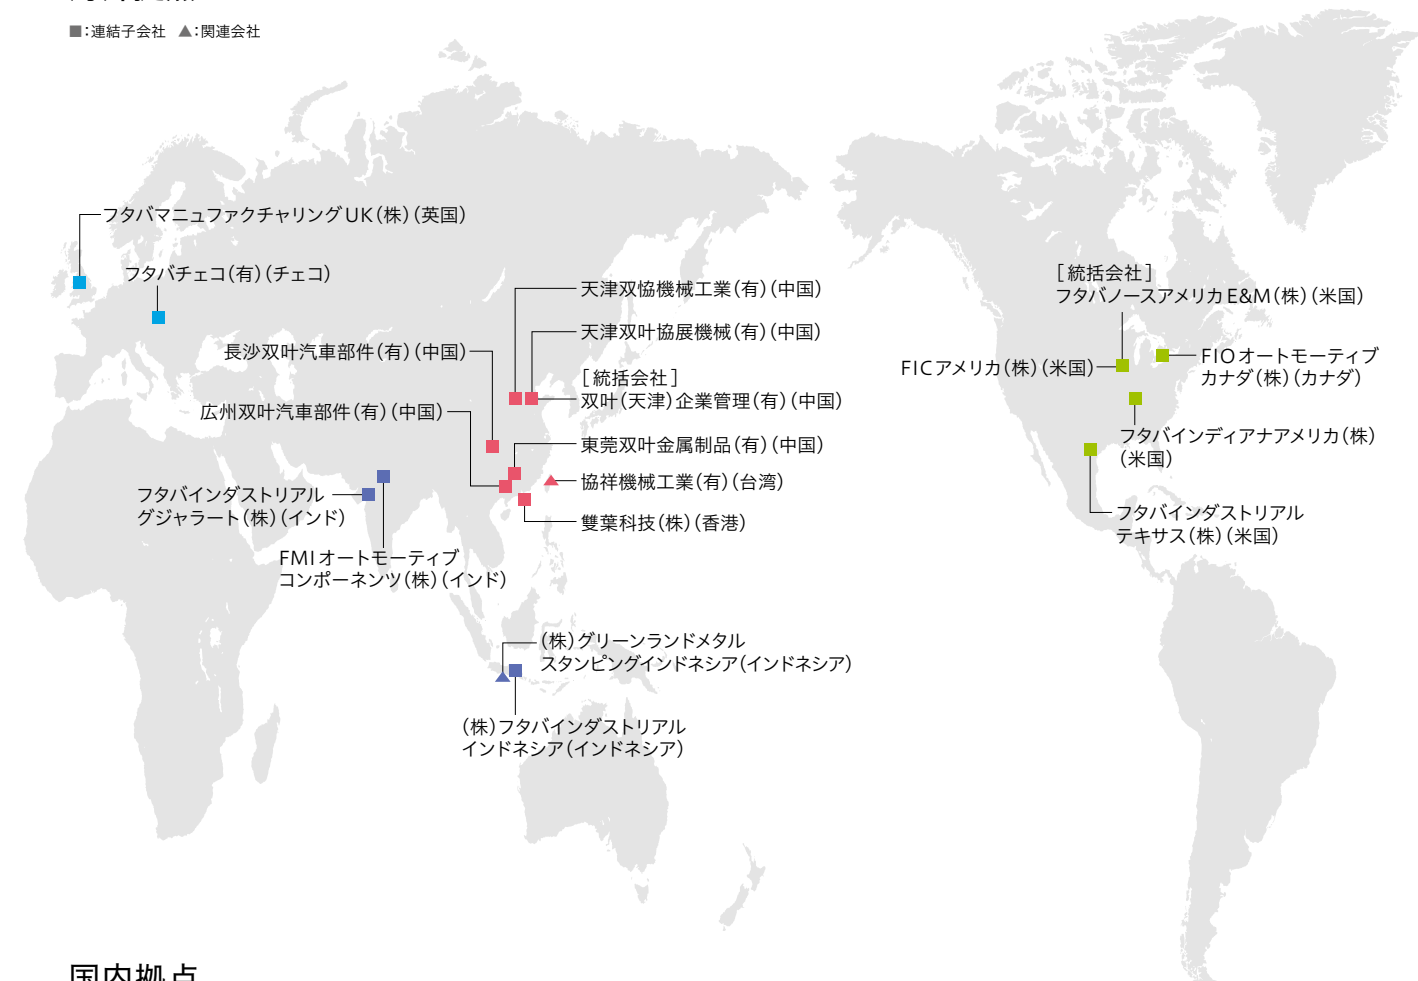 ■:連結子会社 ▲:関連会社
フタバマニュファクチャリングUK(株)(英国)
フタバチェコ(有)(チェコ)
天津双協機械工業(有)(中国)
天津双叶協展機械(有)(中国)
長沙双叶汽車部件(有)(中国)
[統括会社]
双叶(天津)企業管理(有)(中国)
広州双叶汽車部件(有)(中国)
東莞双叶金属制品(有)(中国)
協祥機械工業(有)(台湾)
雙葉科技(株)(香港)
フタバインダストリアル
グジャラート(株)(インド)
FMIオートモーティブ
コンポーネンツ(株)(インド)
(株)グリーンランドメタル
スタンピングインドネシア(インドネシア)
(株)フタバインダストリアル
インドネシア(インドネシア)
[統括会社]
フタバノースアメリカE&M(株)(米国)
FICアメリカ(株)(米国)
FIOオートモーティブ
カナダ(株)(カナダ)
フタバインディアナアメリカ(株)
(米国)
フタバインダストリアル
テキサス(株)(米国)
国内拠点